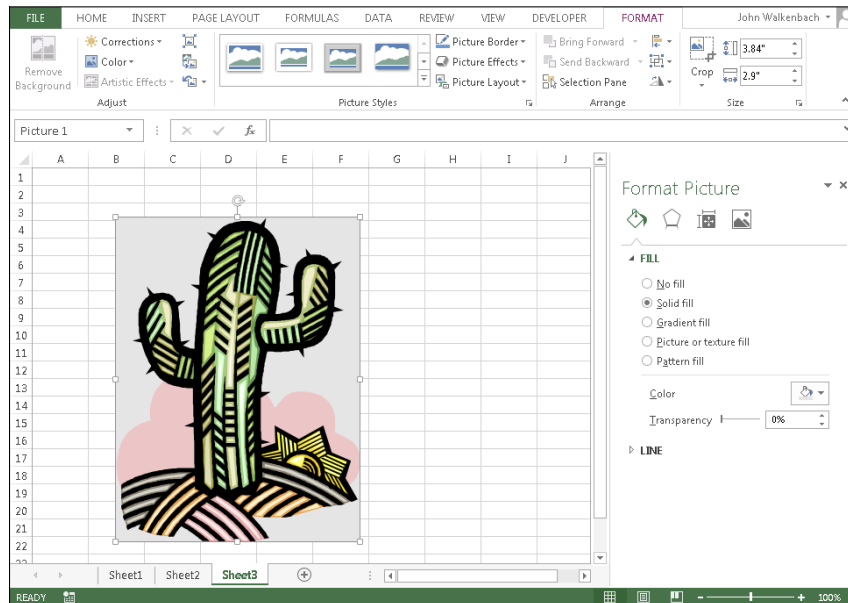 FILE HOME INSERT PAGE LAYOUT FORMULAS DATA REVIEW VIEW DEVELOPER FORMAT John Walkenbach
Corrections Picture Border Bring Forward 3.84"
Color Picture Effects Send Backward
Remove Background Artistic Effects Picture Layout Selection Pane Crop 2.9"
Adjust Picture Styles Arrange Size
Picture 1 fx
A B C D E F G H I J
1
2
3
4
5
6
7
8
9
10
11
12
13
14
15
16
17
18
19
20
21
22
Format Picture
FILL
No fill
Solid fill
Gradient fill
Picture or texture fill
Pattern fill
Color
Transparency 0%
LINE
Sheet1 Sheet2 Sheet3
READY 100%